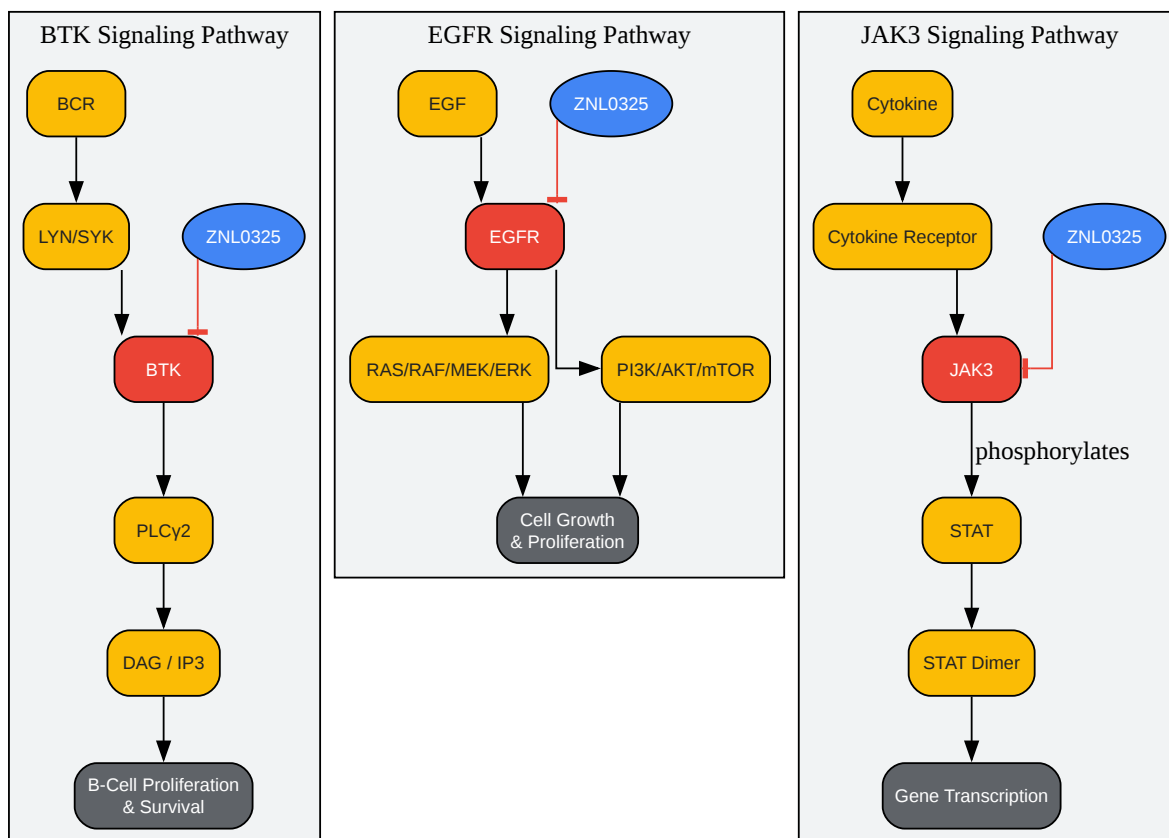 BTK Signaling Pathway
BCR
LYN/SYK
ZNL0325
BTK
PLCγ2
DAG / IP3
B-Cell Proliferation
& Survival
EGFR Signaling Pathway
EGF
ZNL0325
EGFR
RAS/RAF/MEK/ERK
PI3K/AKT/mTOR
Cell Growth
& Proliferation
JAK3 Signaling Pathway
Cytokine
Cytokine Receptor
ZNL0325
JAK3
phosphorylates
STAT
STAT Dimer
Gene Transcription